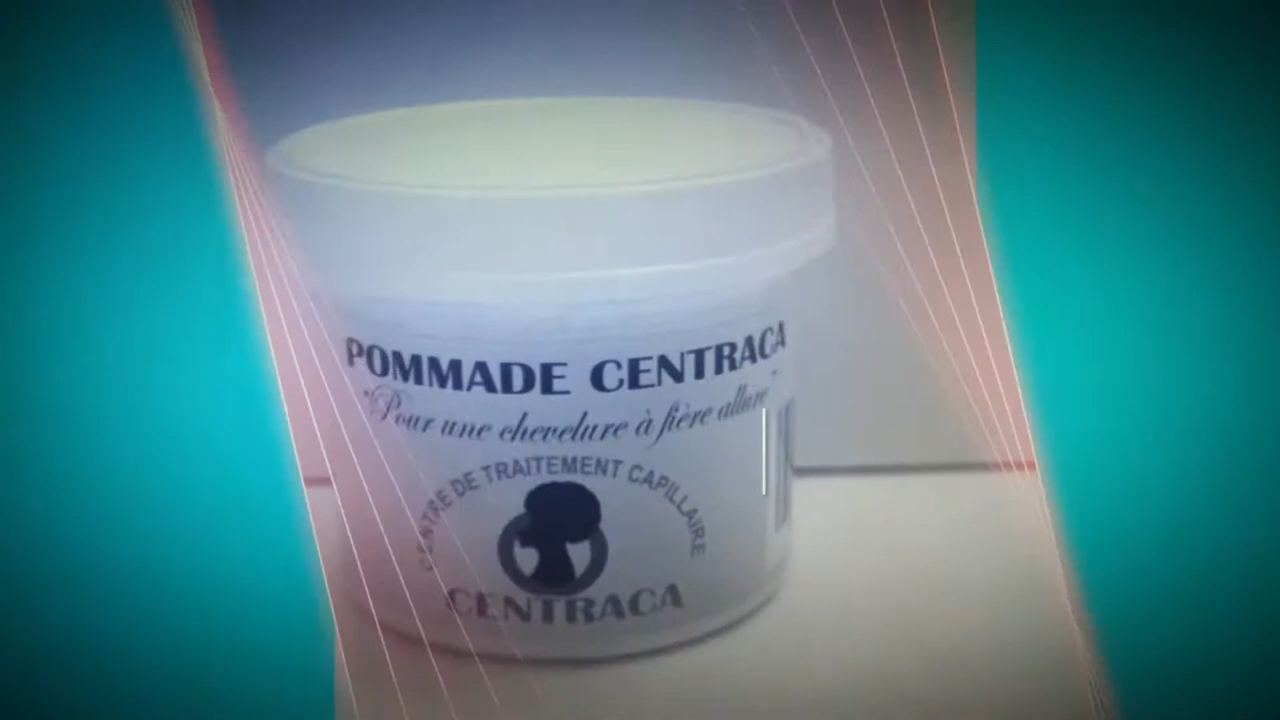 POMMADE CENTRACA
"Pour une chevelure à fière allure"
CENTRE DE TRAITEMENT CAPILLAIRE
CENTRACA